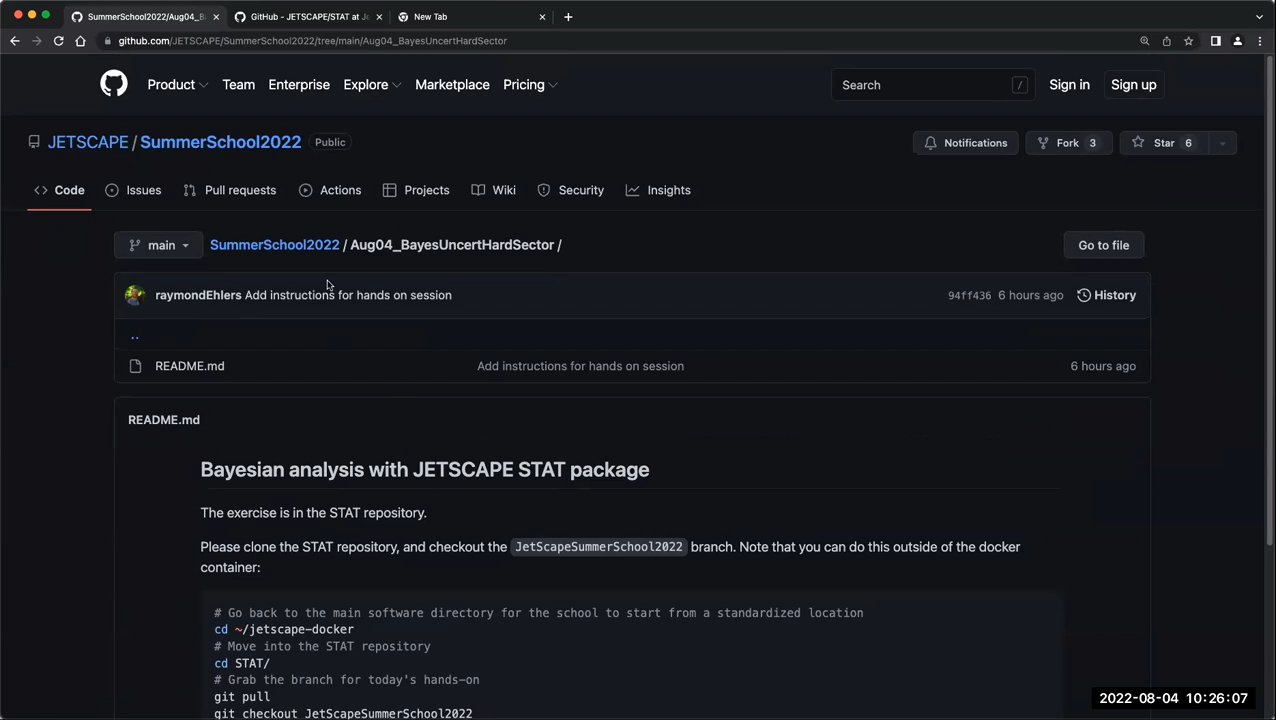 SummerSchool2022/Aug04_B
GitHub - JETSCAPE/STAT at Je
New Tab
github.com/JETSCAPE/SummerSchool2022/tree/main/Aug04_BayesUncertHardSector
Product
Team
Enterprise
Explore
Marketplace
Pricing
Search
/
Sign in
Sign up
JETSCAPE / SummerSchool2022
Public
Notifications
Fork 3
Star 6
Code
Issues
Pull requests
Actions
Projects
Wiki
Security
Insights
main
SummerSchool2022 / Aug04_BayesUncertHardSector /
Go to file
raymondEhlers Add instructions for hands on session
94ff436 6 hours ago
History
..
README.md
Add instructions for hands on session
6 hours ago
README.md
Bayesian analysis with JETSCAPE STAT package
The exercise is in the STAT repository.
Please clone the STAT repository, and checkout the JetScapeSummerSchool2022 branch. Note that you can do this outside of the docker
container:
# Go back to the main software directory for the school to start from a standardized location
cd ~/jetscape-docker
# Move into the STAT repository
cd STAT/
# Grab the branch for today's hands-on
git pull
git checkout JetScapeSummerSchool2022
2022-08-04 10:26:07